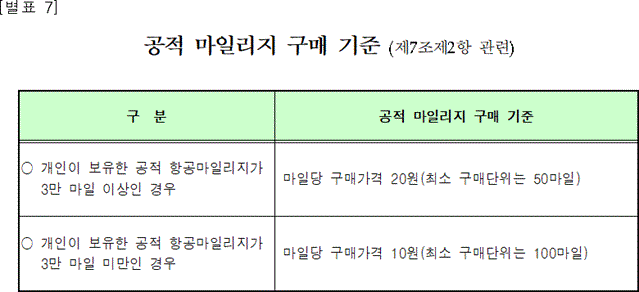 [별표 7]
공적 마일리지 구매 기준 (제7조제2항 관련)
구 분
공적 마일리지 구매 기준
○ 개인이 보유한 공적 항공마일리지가
3만 마일 이상인 경우
마일당 구매가격 20원(최소 구매단위는 50마일)
○ 개인이 보유한 공적 항공마일리지가
3만 마일 미만인 경우
마일당 구매가격 10원(최소 구매단위는 100마일)